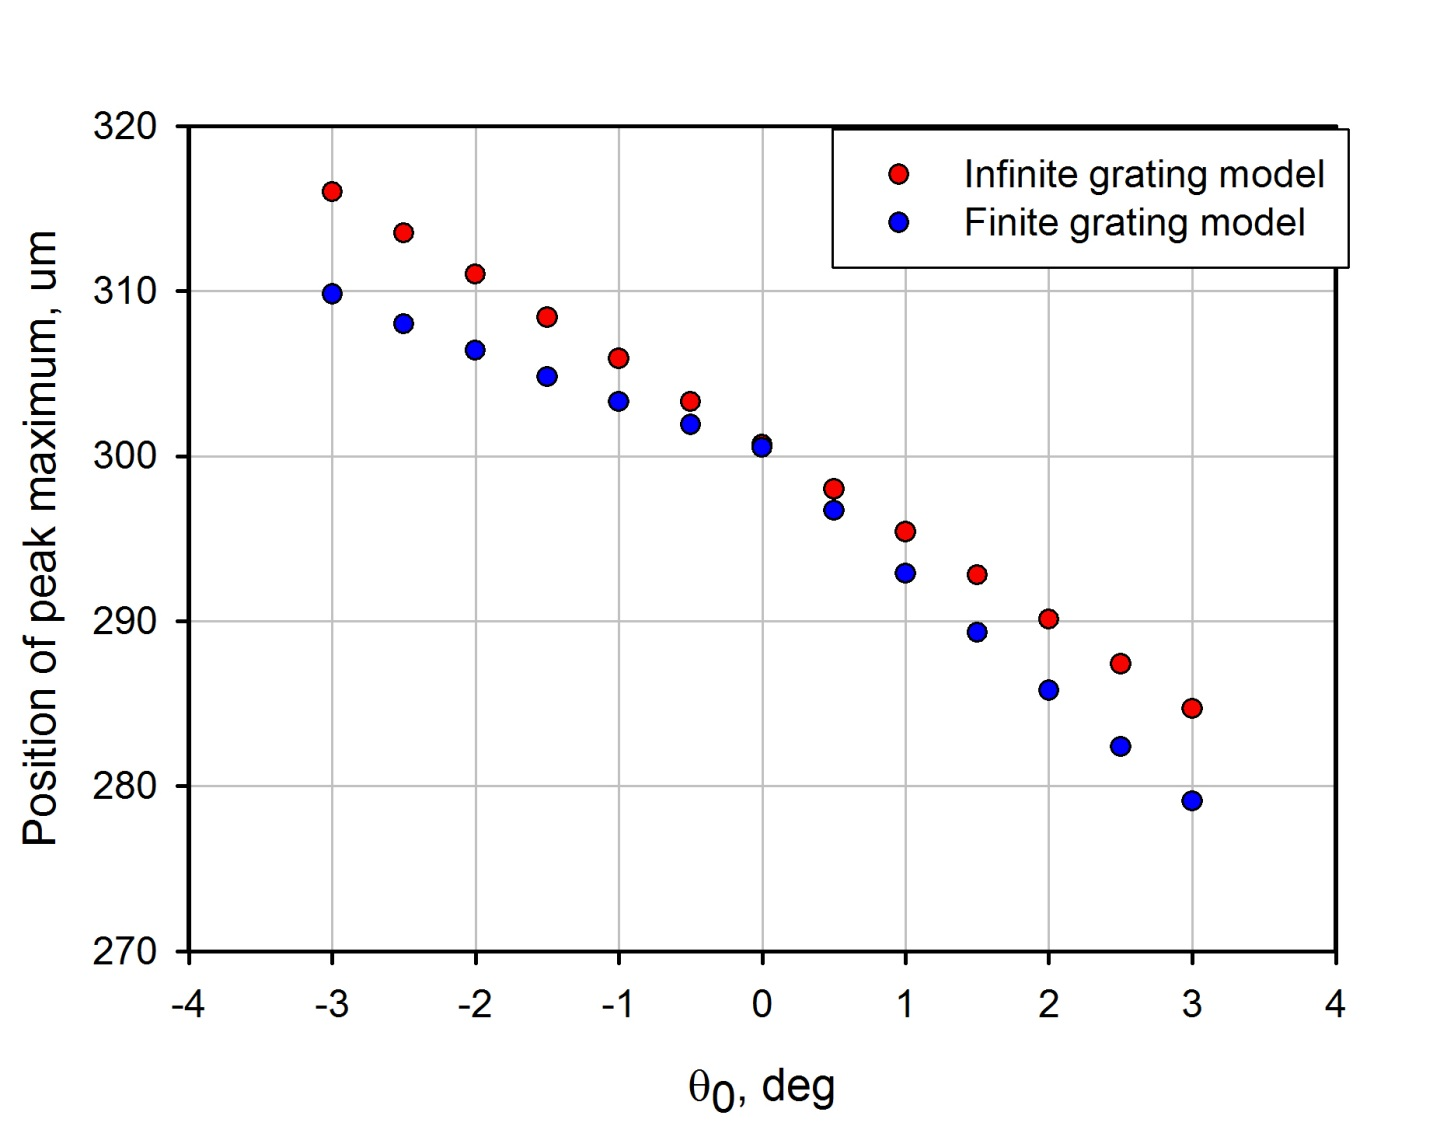 320
310
300
290
280
270
-4 -3 -2 -1 0 1 2 3 4
Position of peak maximum, um
θ0, deg
Infinite grating model
Finite grating model